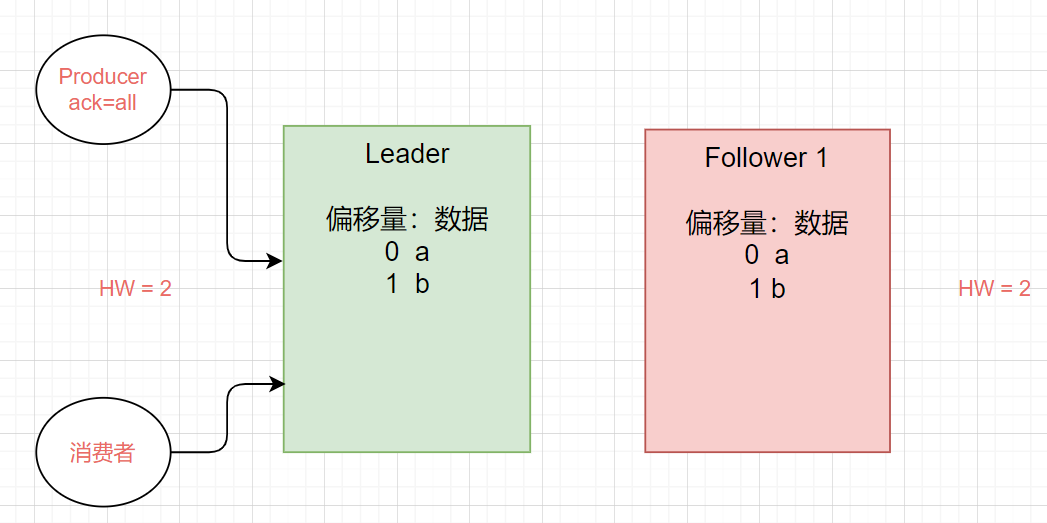 Producer
ack=all
Leader
偏移量：数据
0 a
1 b
Follower 1
偏移量：数据
0 a
1 b
HW = 2
HW = 2
消费者